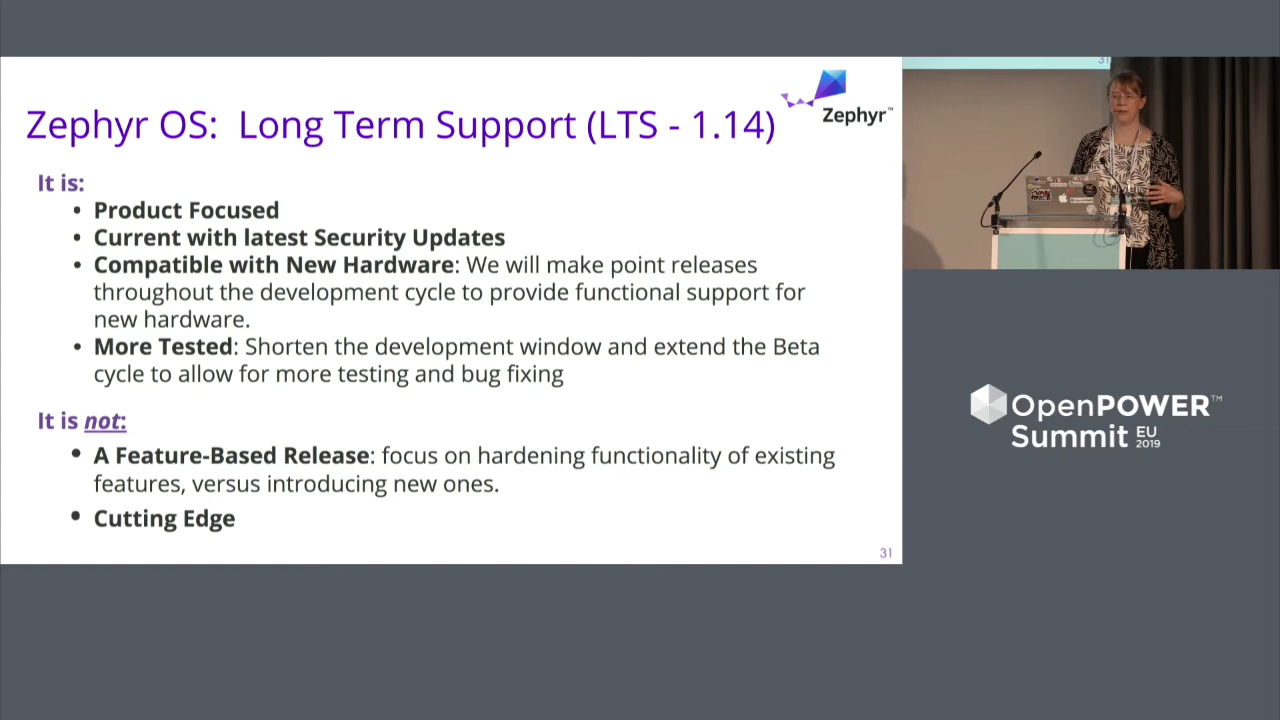 Zephyr OS:  Long Term Support (LTS - 1.14)
Zephyr™
It is:
• Product Focused
• Current with latest Security Updates
• Compatible with New Hardware: We will make point releases
throughout the development cycle to provide functional support for
new hardware.
• More Tested: Shorten the development window and extend the Beta
cycle to allow for more testing and bug fixing
It is not:
• A Feature-Based Release: focus on hardening functionality of existing
features, versus introducing new ones.
• Cutting Edge
31
31
OpenPOWER™
Summit EU
2019